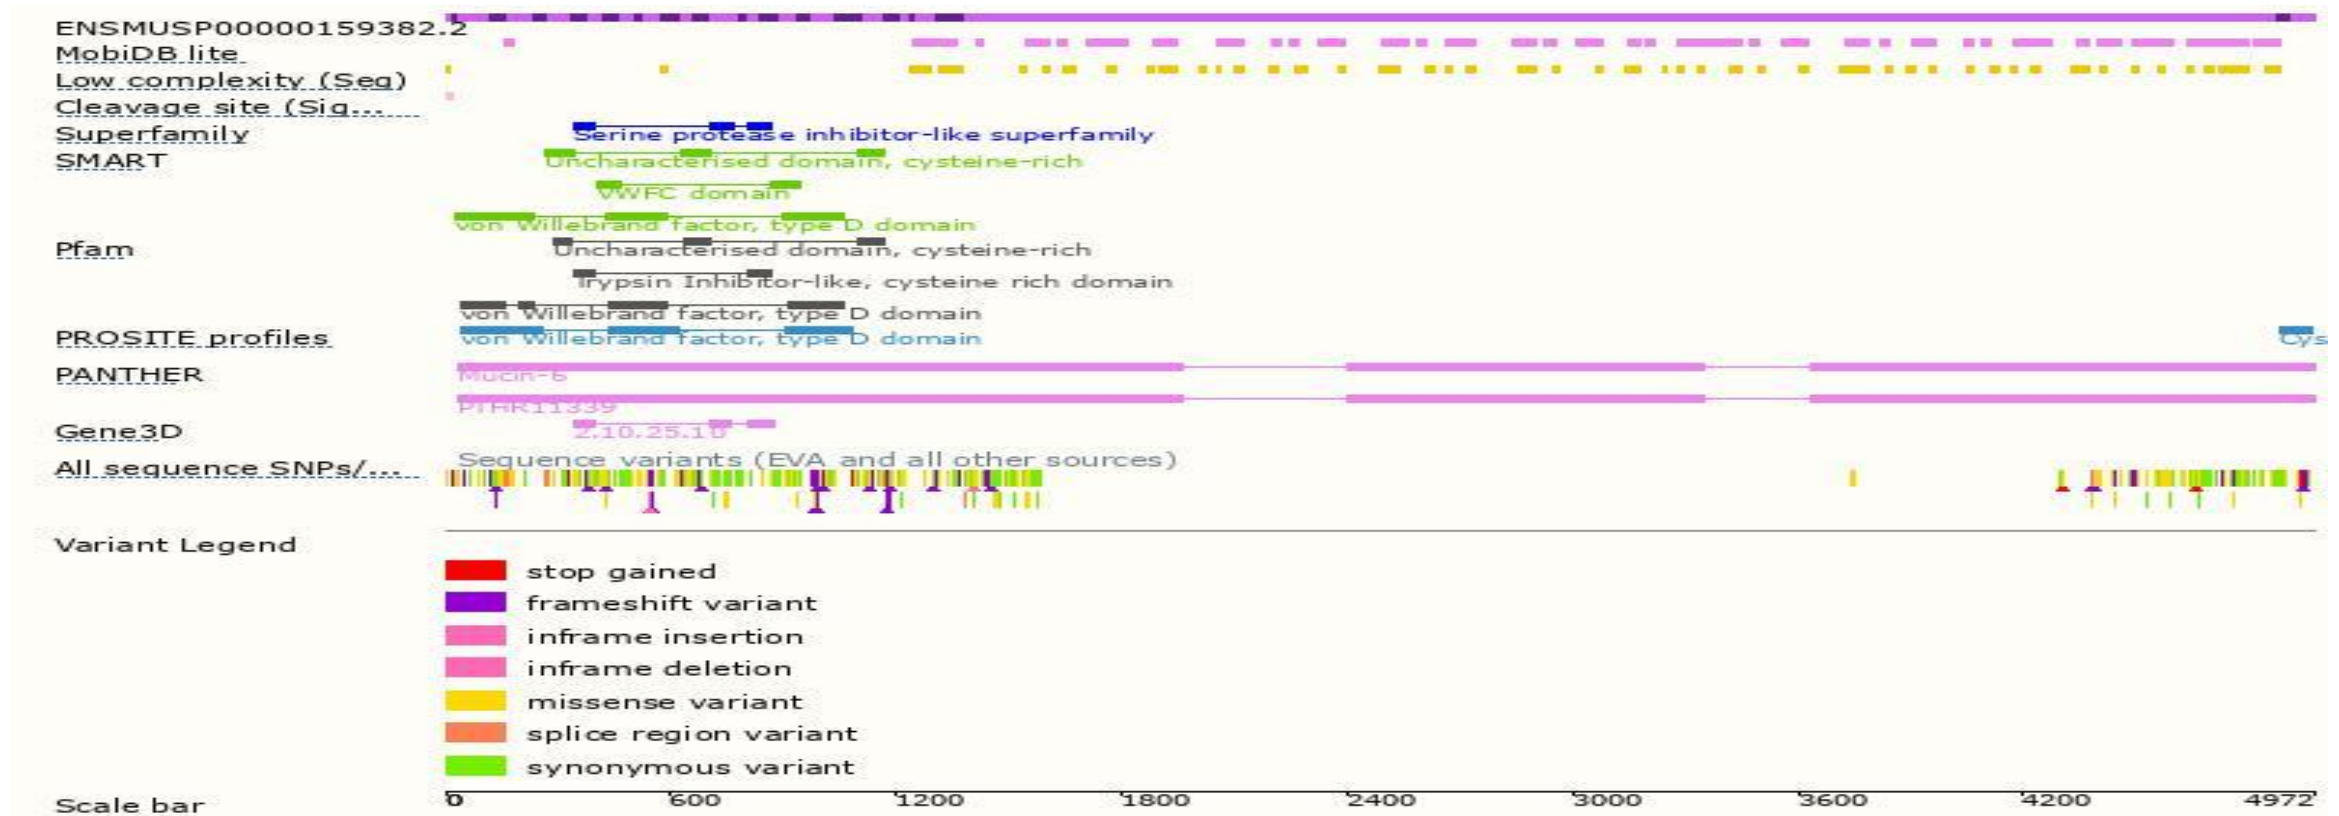 ENSMUSP00000159382.2
MobiDB lite
Low complexity (Seg)
Cleavage site (Sig...
Superfamily
Serine protease inhibitor-like superfamily
SMART
Uncharacterised domain, cysteine-rich
VWFC domain
von Willebrand factor, type D domain
Pfam
Uncharacterised domain, cysteine-rich
Trypsin Inhibitor-like, cysteine rich domain
von Willebrand factor, type D domain
PROSITE profiles
von Willebrand factor, type D domain
Cys
PANTHER
Mucin-6
PTHR11339
Gene3D
2.10.25.10
Sequence variants (EVA and all other sources)
All sequence SNPs/...
Variant Legend
stop gained
frameshift variant
inframe insertion
inframe deletion
missense variant
splice region variant
synonymous variant
Scale bar 0 600 1200 1800 2400 3000 3600 4200 4972